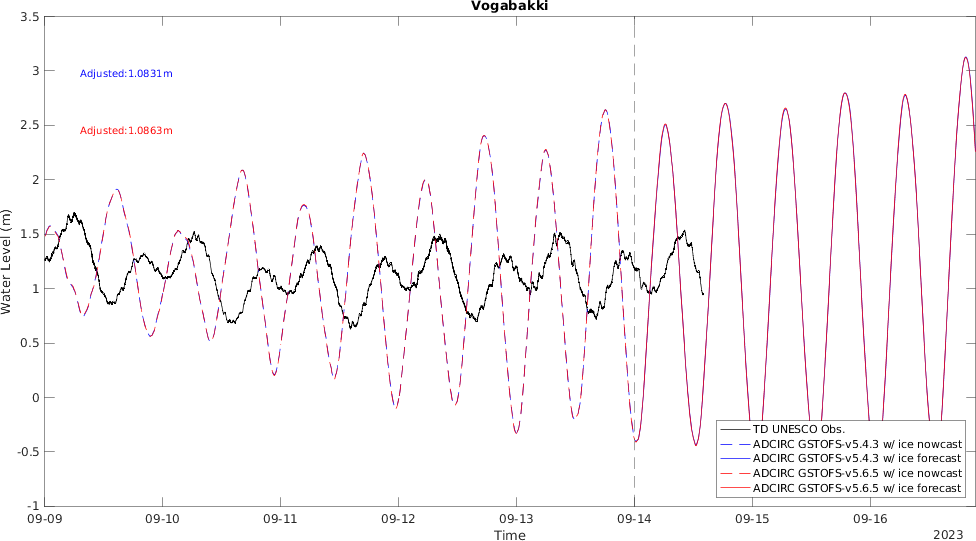 Vogabakki
3.5
3
2.5
2
1.5
1
0.5
0
-0.5
-1
Water Level (m)
Adjusted:1.0831m
Adjusted:1.0863m
TD UNESCO Obs.
ADCIRC GSTOFS-v5.4.3 w/ ice nowcast
ADCIRC GSTOFS-v5.4.3 w/ ice forecast
ADCIRC GSTOFS-v5.6.5 w/ ice nowcast
ADCIRC GSTOFS-v5.6.5 w/ ice forecast
09-09 09-10 09-11 09-12 09-13 09-14 09-15 09-16
Time
2023